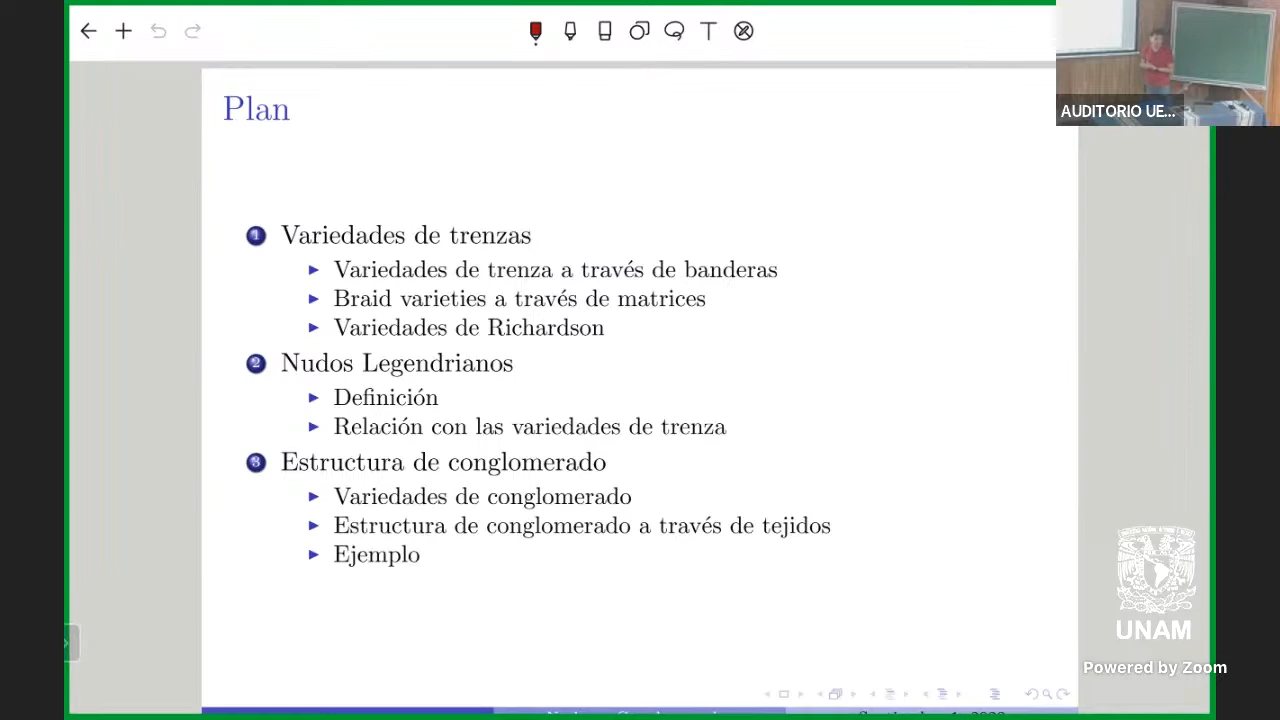 Plan
AUDITORIO UE...
1 Variedades de trenzas
Variedades de trenza a través de banderas
Braid varieties a través de matrices
Variedades de Richardson
2 Nudos Legendrianos
Definición
Relación con las variedades de trenza
3 Estructura de conglomerado
Variedades de conglomerado
Estructura de conglomerado a través de tejidos
Ejemplo
UNAM
Powered by Zoom